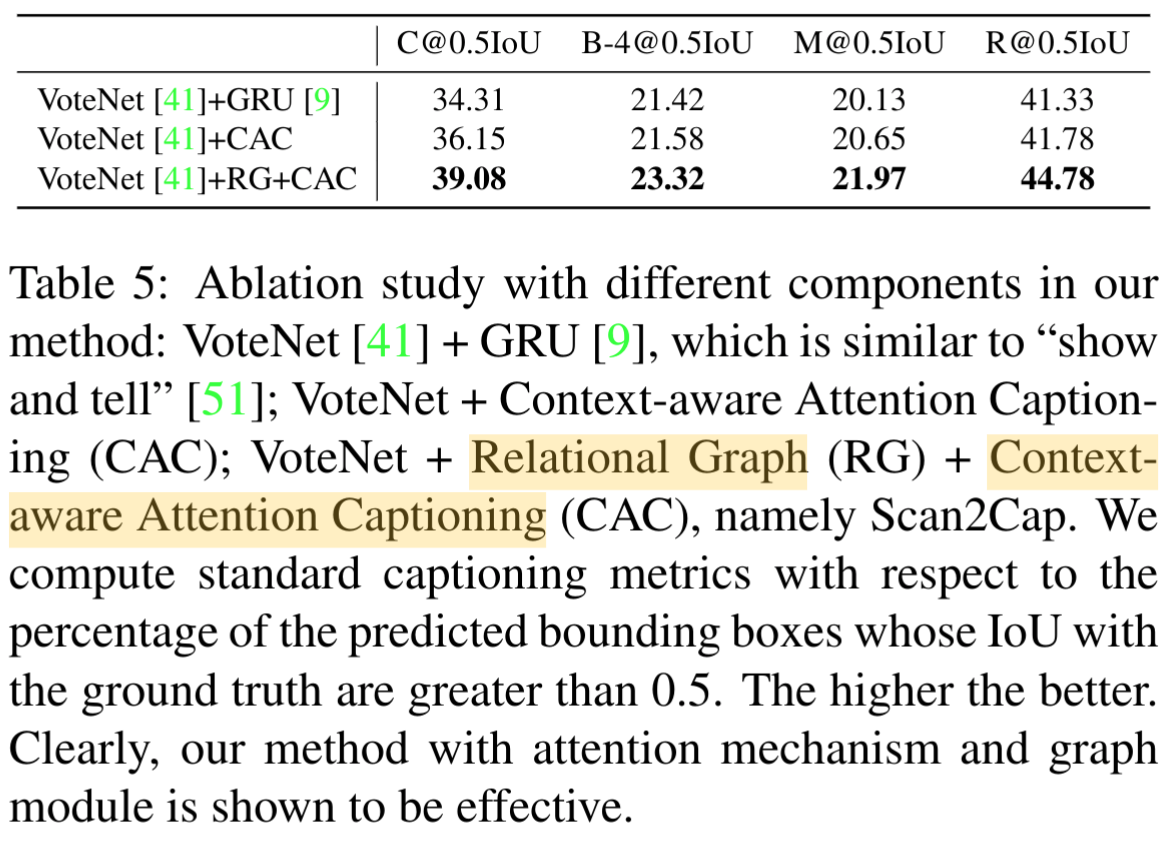 C@0.5IoU B-4@0.5IoU M@0.5IoU R@0.5IoU
VoteNet [41]+GRU [9] 34.31 21.42 20.13 41.33
VoteNet [41]+CAC 36.15 21.58 20.65 41.78
VoteNet [41]+RG+CAC 39.08 23.32 21.97 44.78
Table 5: Ablation study with different components in our
method: VoteNet [41] + GRU [9], which is similar to “show
and tell” [51]; VoteNet + Context-aware Attention Caption-
ing (CAC); VoteNet + Relational Graph (RG) + Context-
aware Attention Captioning (CAC), namely Scan2Cap. We
compute standard captioning metrics with respect to the
percentage of the predicted bounding boxes whose IoU with
the ground truth are greater than 0.5. The higher the better.
Clearly, our method with attention mechanism and graph
module is shown to be effective.